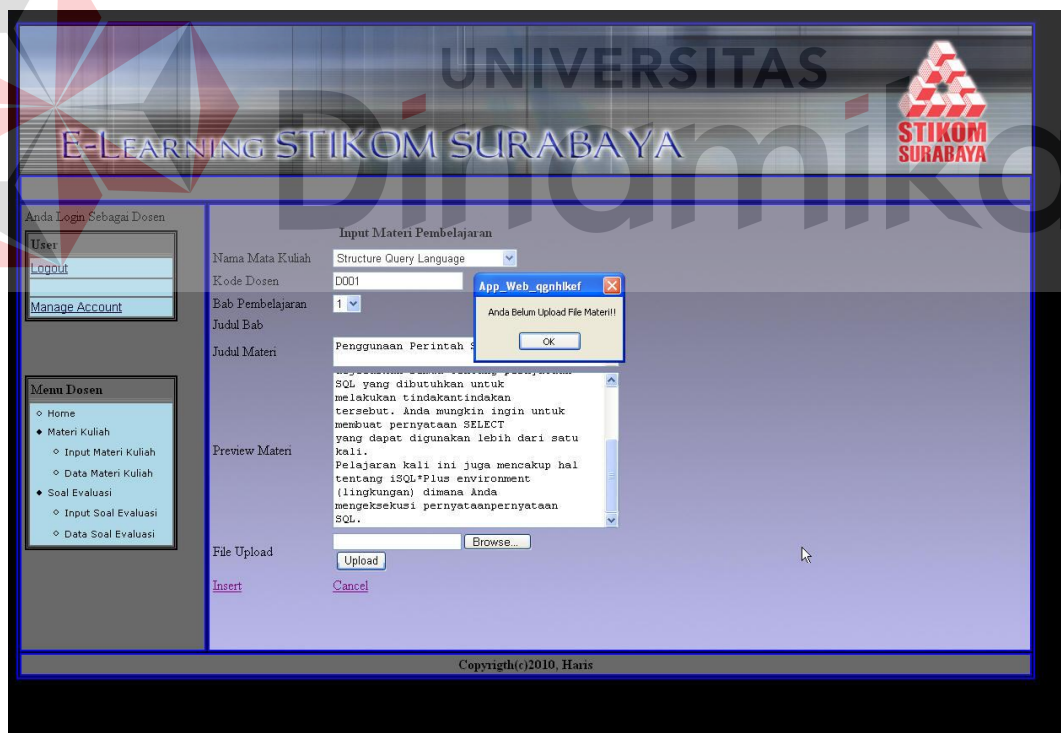 UNIVERSITAS
Dinamika
E-LEARNING STIKOM SURABAYA
STIKOM
SURABAYA
Anda Login Sebagai Dosen
User
Logout
Manage Account
Menu Dosen
Home
Materi Kuliah
Input Materi Kuliah
Data Materi Kuliah
Soal Evaluasi
Input Soal Evaluasi
Data Soal Evaluasi
Input Materi Pembelajaran
Nama Mata Kuliah Structure Query Language
Kode Dosen D001
Bab Pembelajaran 1
Judul Bab
Judul Materi Penggunaan Perintah
App_Web_qgnhlkef
Anda Belum Upload File Materi!!
OK
Preview Materi
SQL yang dibutuhkan untuk
melakukan tindakantindakan
tersebut. Anda mungkin ingin untuk
membuat pernyataan SELECT
yang dapat digunakan lebih dari satu
kali.
Pelajaran kali ini juga mencakup hal
tentang iSQL*Plus environment
(lingkungan) dimana Anda
mengeksekusi pernyataanpernyataan
SQL.
File Upload Browse...
Upload
Insert Cancel
Copyrigth(c)2010, Haris